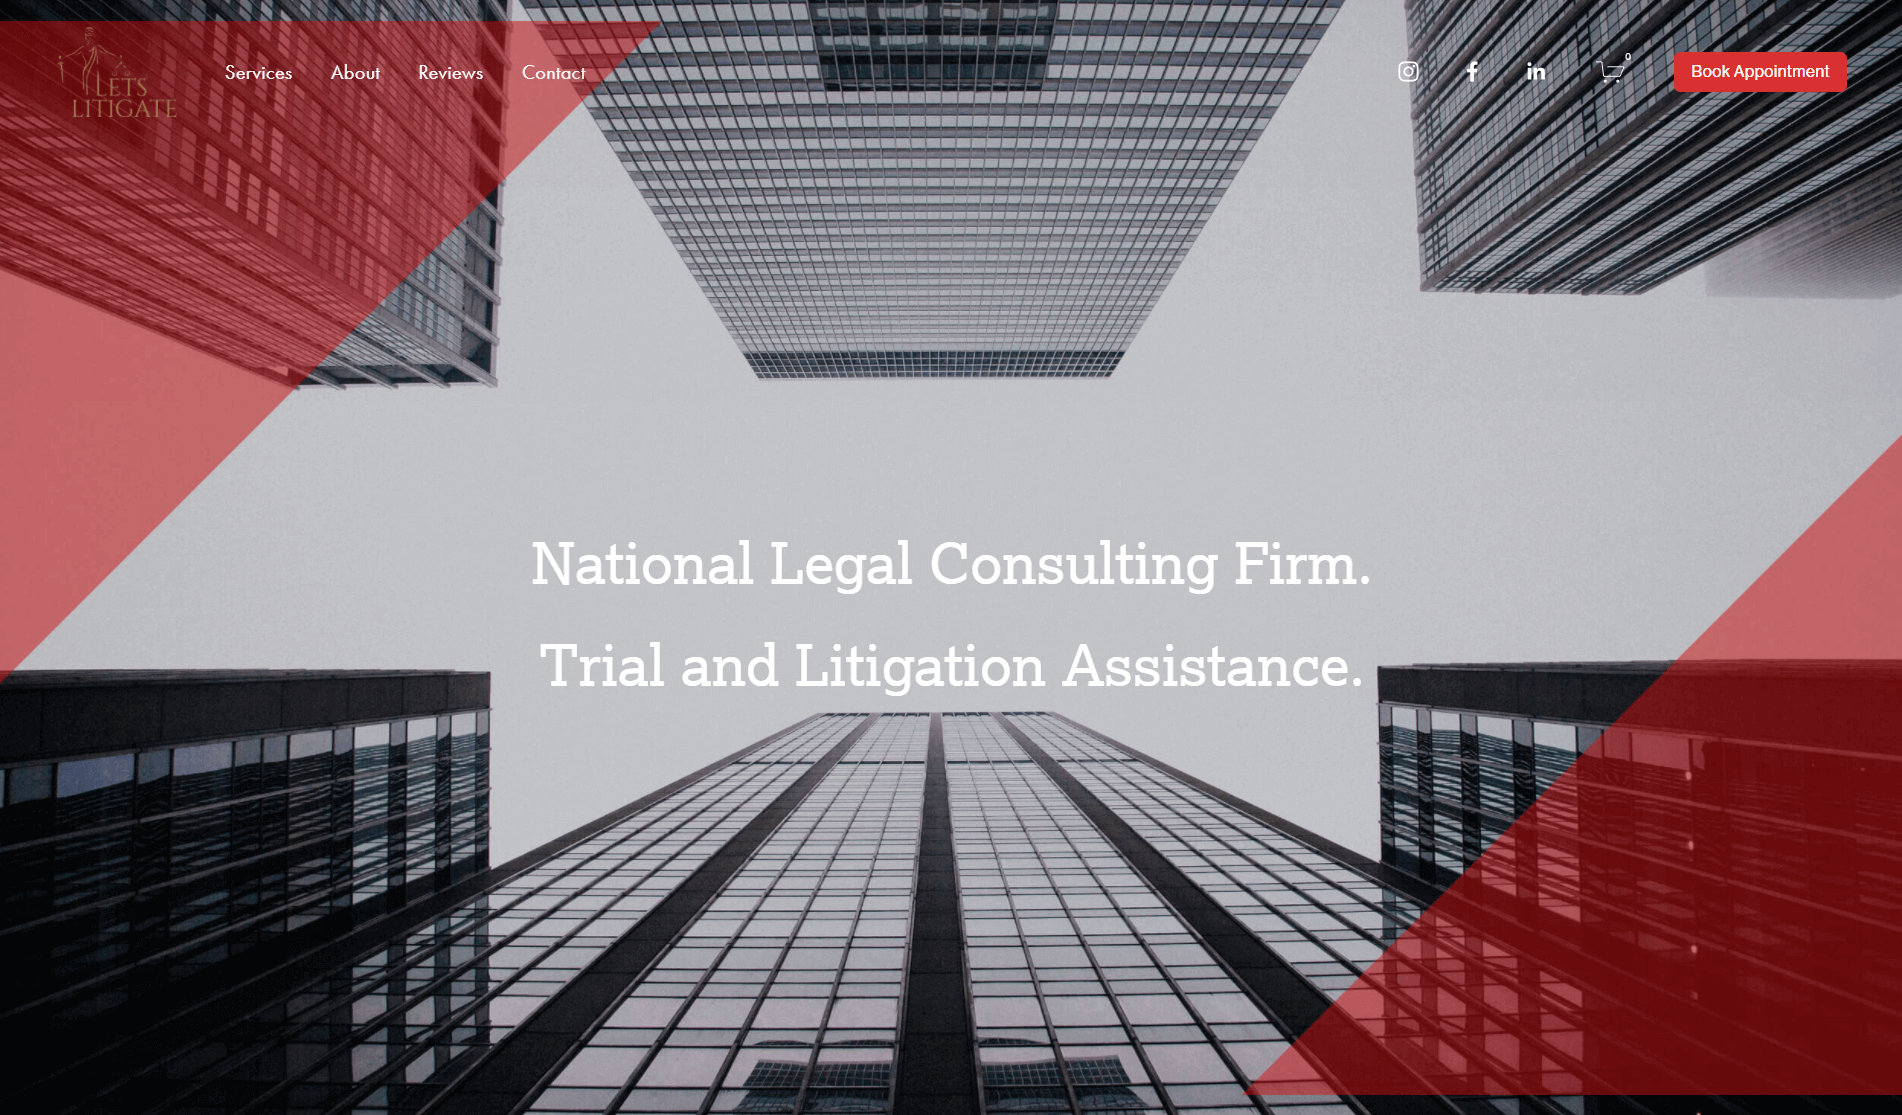 LETS
LITIGATE
Services
About
Reviews
Contact
0
Book Appointment
National Legal Consulting Firm.
Trial and Litigation Assistance.